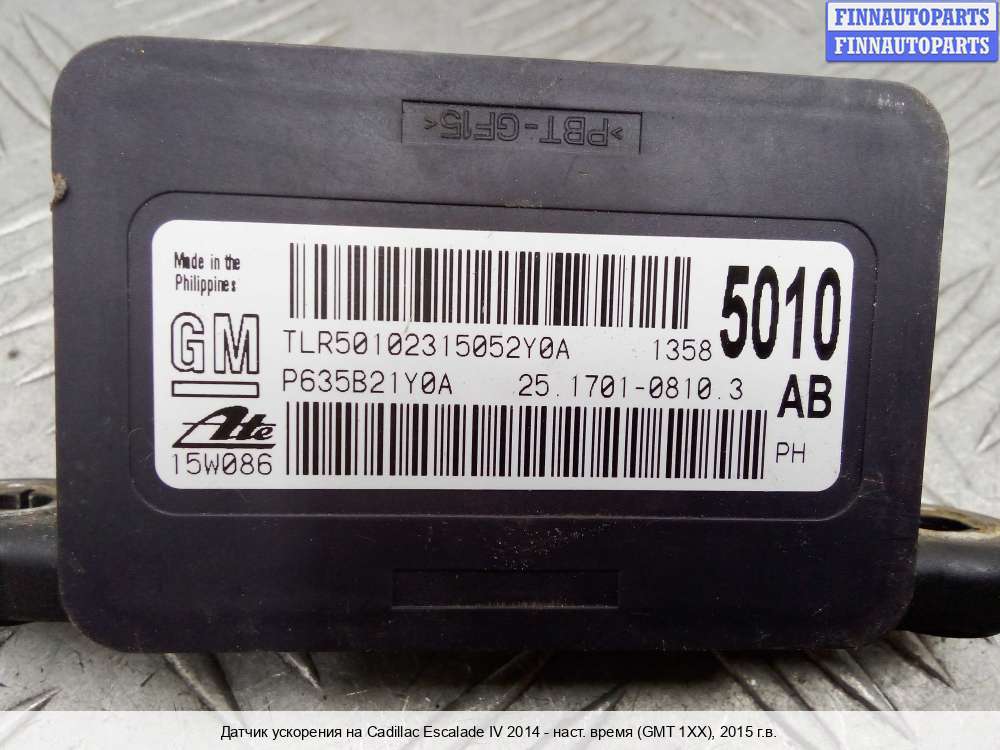 FINNAUTOPARTS
FINNAUTOPARTS
>PBT-GF15<
Made in the
Philippines
GM
TLR50102315052Y0A 1358
5010
P635B21Y0A 25.1701-0810.3
AB
Ate
15W086
PH
Датчик ускорения на Cadillac Escalade IV 2014 - наст. время (GMT 1XX), 2015 г.в.